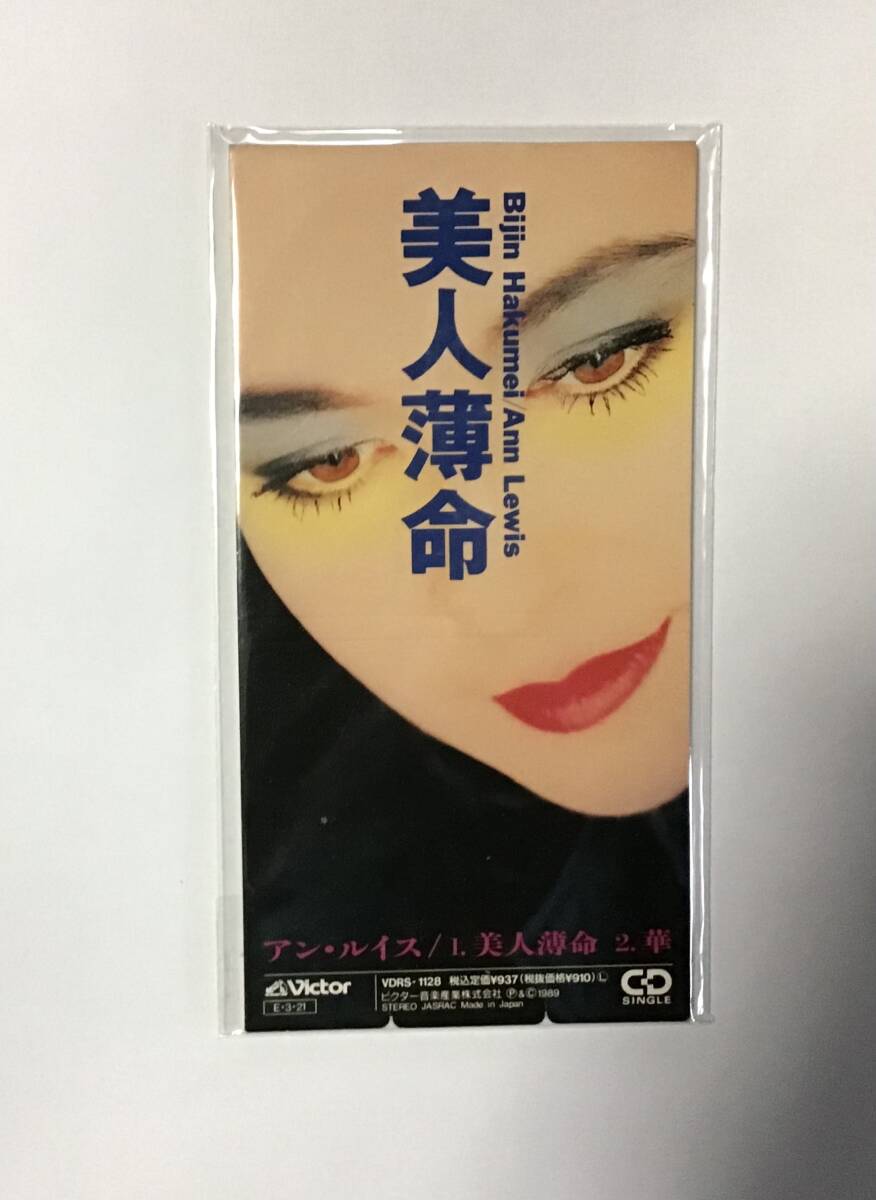 美人薄命
Bijin Hakumei/Ann Lewis
アン・ルイス/1.美人薄命 2.華
Victor
E・3・21
VDRS-1128 税込定価¥937(税抜価格¥910)Ⓛ
ビクター音楽産業株式会社 Ⓟ&©1989
STEREO JASRAC Made in Japan
CD
SINGLE